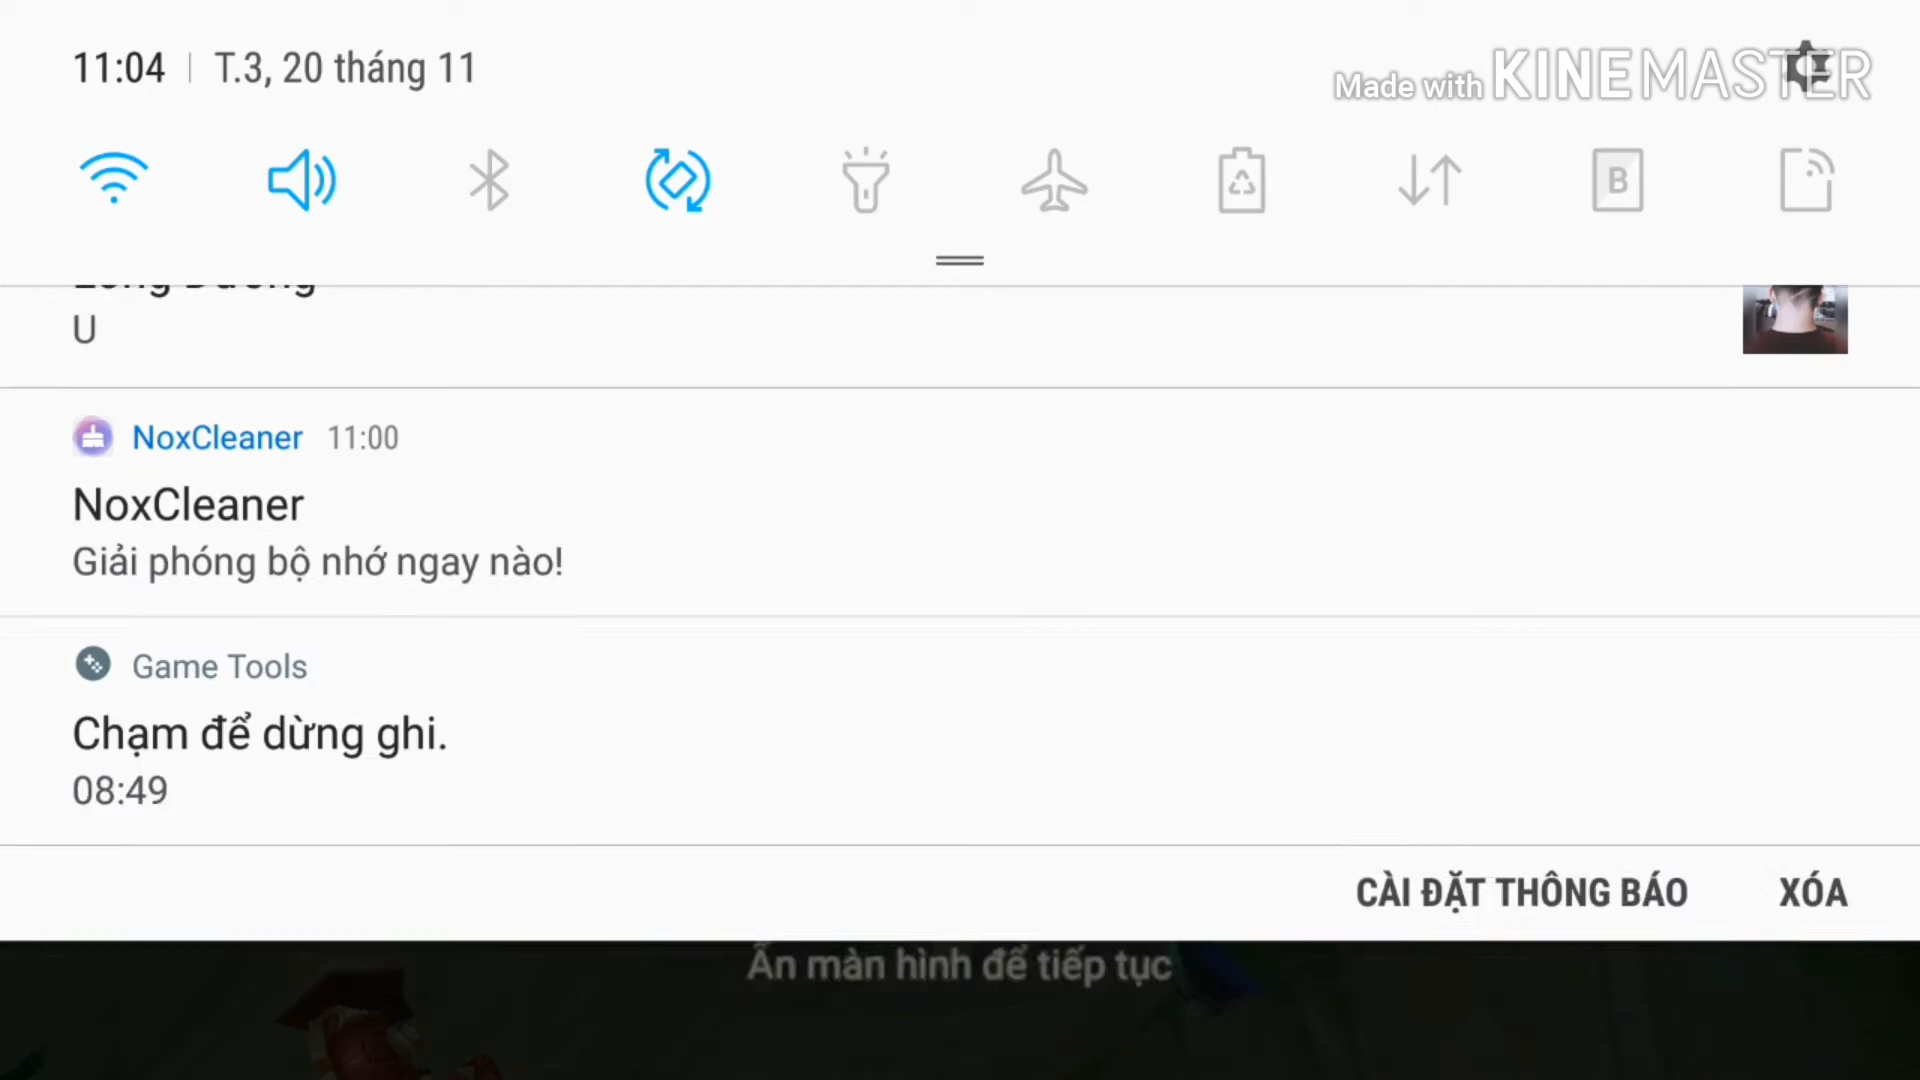 11:04 | T.3, 20 tháng 11
Made with KINEMASTER
B
U
NoxCleaner 11:00
NoxCleaner
Giải phóng bộ nhớ ngay nào!
Game Tools
Chạm để dừng ghi.
08:49
CÀI ĐẶT THÔNG BÁO XÓA
Ấn màn hình để tiếp tục